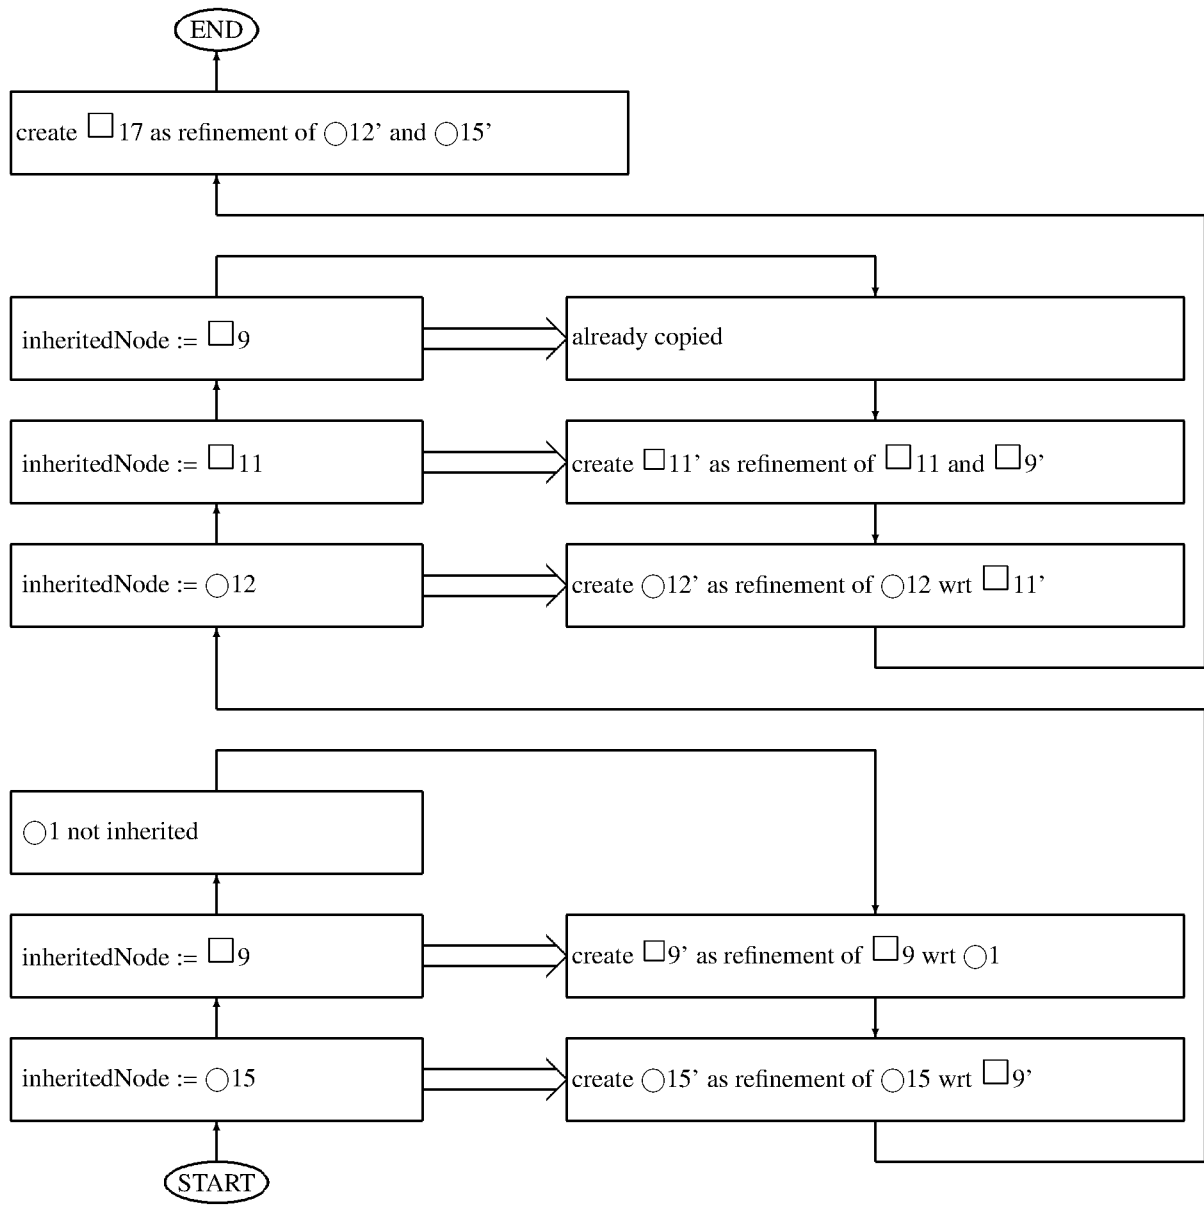 END
create □17 as refinement of ○12’ and ○15’
inheritedNode := □9
already copied
inheritedNode := □11
create □11’ as refinement of □11 and □9’
inheritedNode := ○12
create ○12’ as refinement of ○12 wrt □11’
○1 not inherited
inheritedNode := □9
create □9’ as refinement of □9 wrt ○1
inheritedNode := ○15
create ○15’ as refinement of ○15 wrt □9’
START